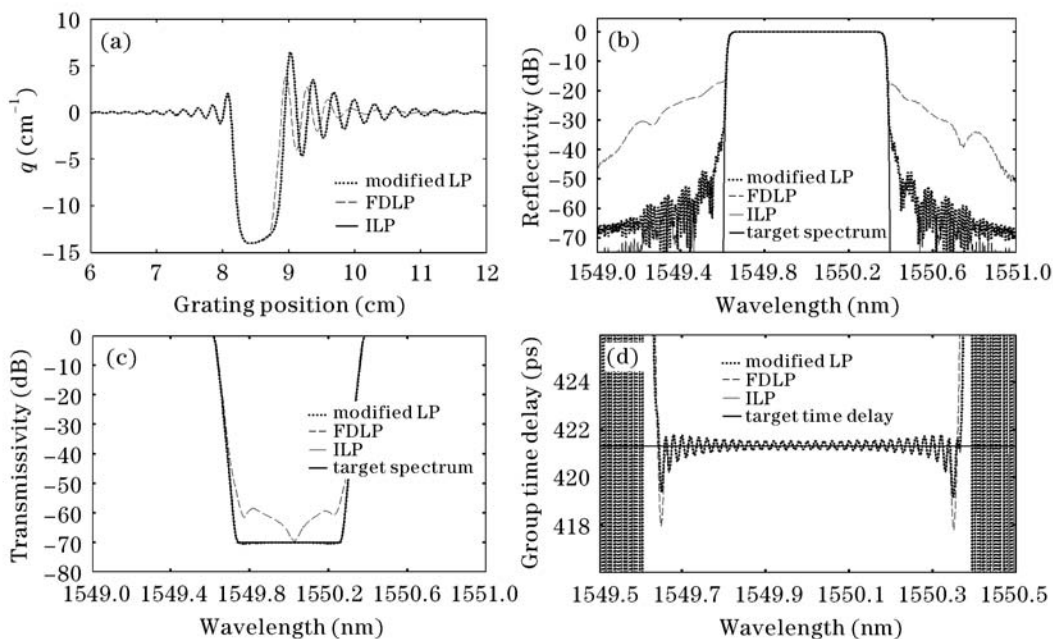 (a)
10
5
0
−5
−10
−15
q (cm−1)
6 7 8 9 10 11 12
Grating position (cm)
modified LP
FDLP
ILP
(b)
0
−10
−20
−30
−40
−50
−60
−70
Reflectivity (dB)
1549.0 1549.4 1549.8 1550.2 1550.6 1551.0
Wavelength (nm)
modified LP
FDLP
ILP
target spectrum
(c)
0
−10
−20
−30
−40
−50
−60
−70
−80
Transmissivity (dB)
1549.0 1549.4 1549.8 1550.2 1550.6 1551.0
Wavelength (nm)
modified LP
FDLP
ILP
target spectrum
(d)
424
422
420
418
Group time delay (ps)
1549.5 1549.7 1549.9 1550.1 1550.3 1550.5
Wavelength (nm)
modified LP
FDLP
ILP
target time delay